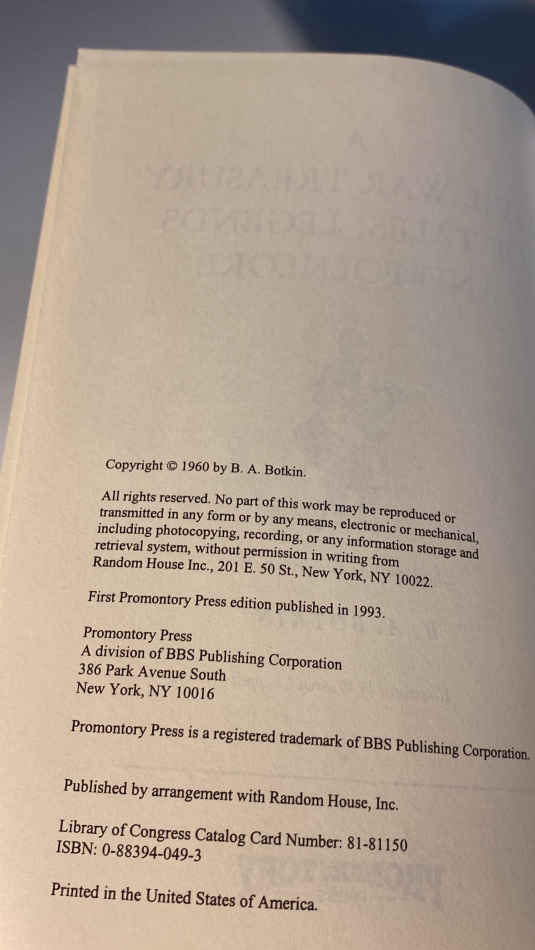 Copyright © 1960 by B. A. Botkin.
All rights reserved. No part of this work may be reproduced or
transmitted in any form or by any means, electronic or mechanical,
including photocopying, recording, or any information storage and
retrieval system, without permission in writing from
Random House Inc., 201 E. 50 St., New York, NY 10022.
First Promontory Press edition published in 1993.
Promontory Press
A division of BBS Publishing Corporation
386 Park Avenue South
New York, NY 10016
Promontory Press is a registered trademark of BBS Publishing Corporation.
Published by arrangement with Random House, Inc.
Library of Congress Catalog Card Number: 81-81150
ISBN: 0-88394-049-3
Printed in the United States of America.